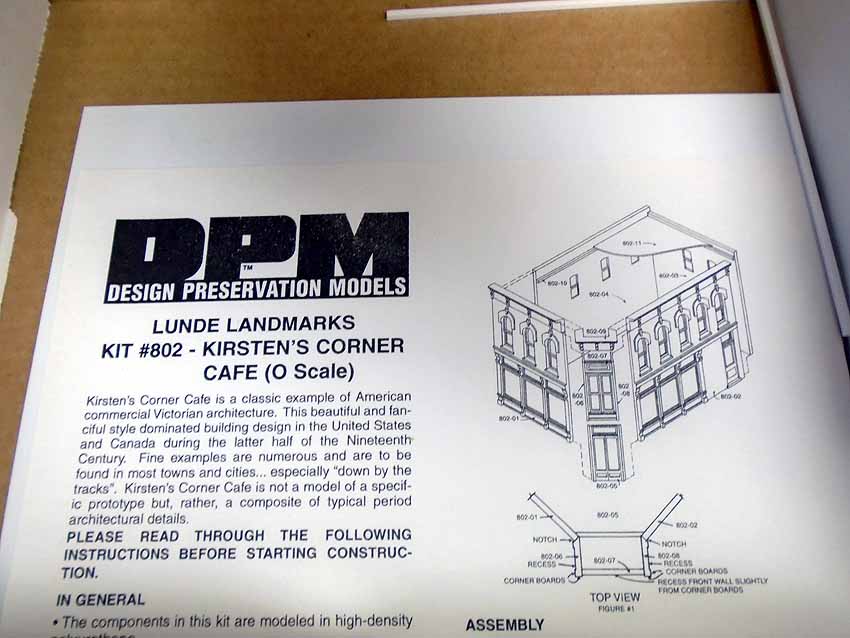 DPM
TM
DESIGN PRESERVATION MODELS
LUNDE LANDMARKS
KIT #802 - KIRSTEN'S CORNER
CAFE (O Scale)
Kirsten's Corner Cafe is a classic example of American
commercial Victorian architecture. This beautiful and fan-
ciful style dominated building design in the United States
and Canada during the latter half of the Nineteenth
Century. Fine examples are numerous and are to be
found in most towns and cities... especially "down by the
tracks". Kirsten's Corner Cafe is not a model of a specif-
ic prototype but, rather, a composite of typical period
architectural details.
PLEASE READ THROUGH THE FOLLOWING
INSTRUCTIONS BEFORE STARTING CONSTRUC-
TION.
IN GENERAL
• The components in this kit are modeled in high-density
802-11
802-10
802-03
802-04
802-09
802-07
802
-06
802
-08
802-02
802-01
802-05
802-01
802-05
802-02
NOTCH
NOTCH
802-06
802-07
802-08
RECESS
RECESS
CORNER BOARDS
CORNER BOARDS
RECESS FRONT WALL SLIGHTLY
FROM CORNER BOARDS
TOP VIEW
FIGURE #1
ASSEMBLY